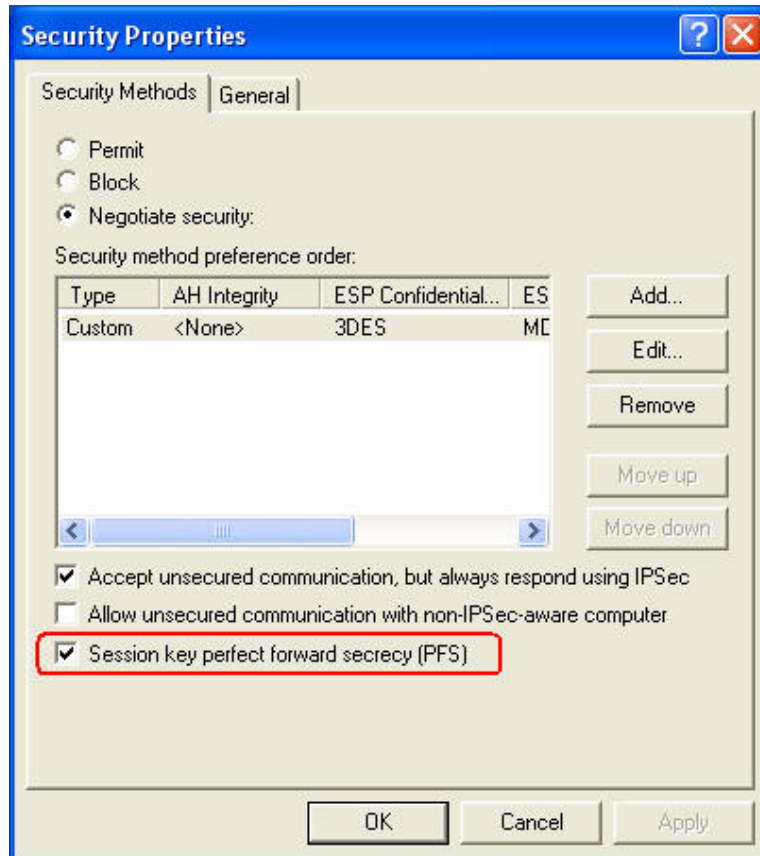 Security Properties
Security Methods General
Permit
Block
Negotiate security:
Security method preference order:
Type AH Integrity ESP Confidential... ES
Custom <None> 3DES MD
Add...
Edit...
Remove
Move up
Move down
Accept unsecured communication, but always respond using IPSec
Allow unsecured communication with non-IPSec-aware computer
Session key perfect forward secrecy (PFS)
OK Cancel Apply